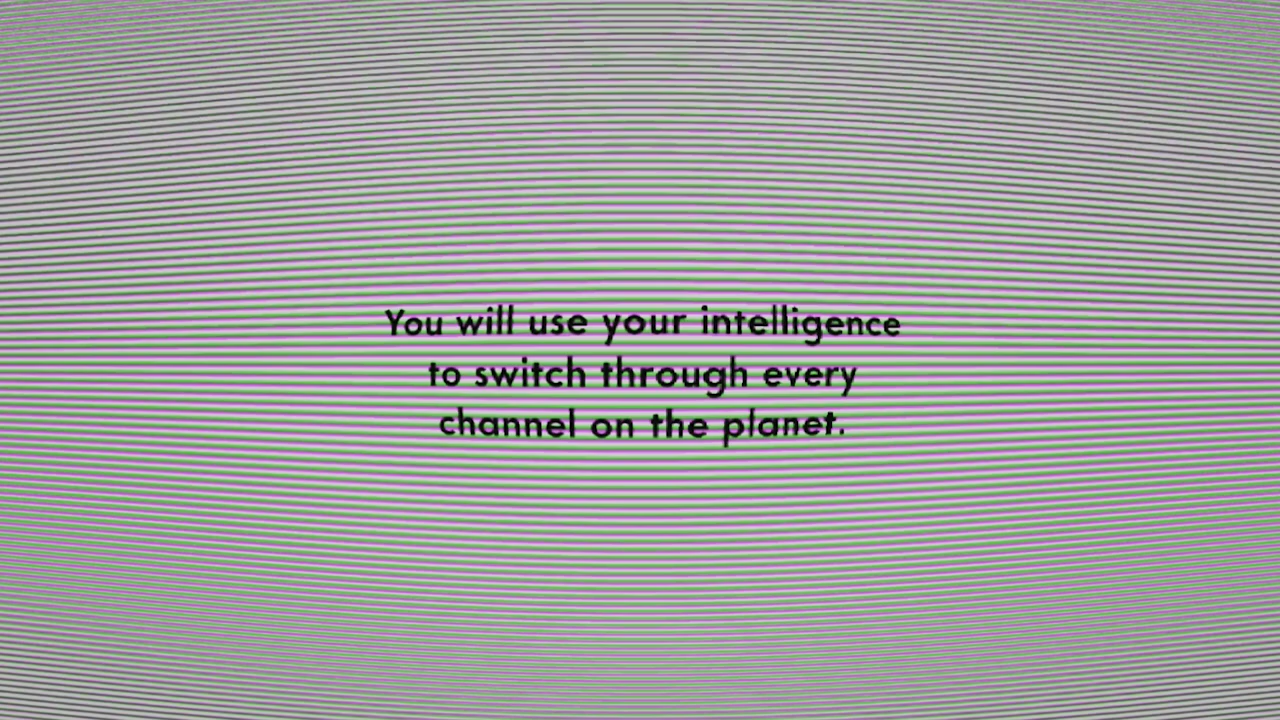 You will use your intelligence
to switch through every
channel on the planet.